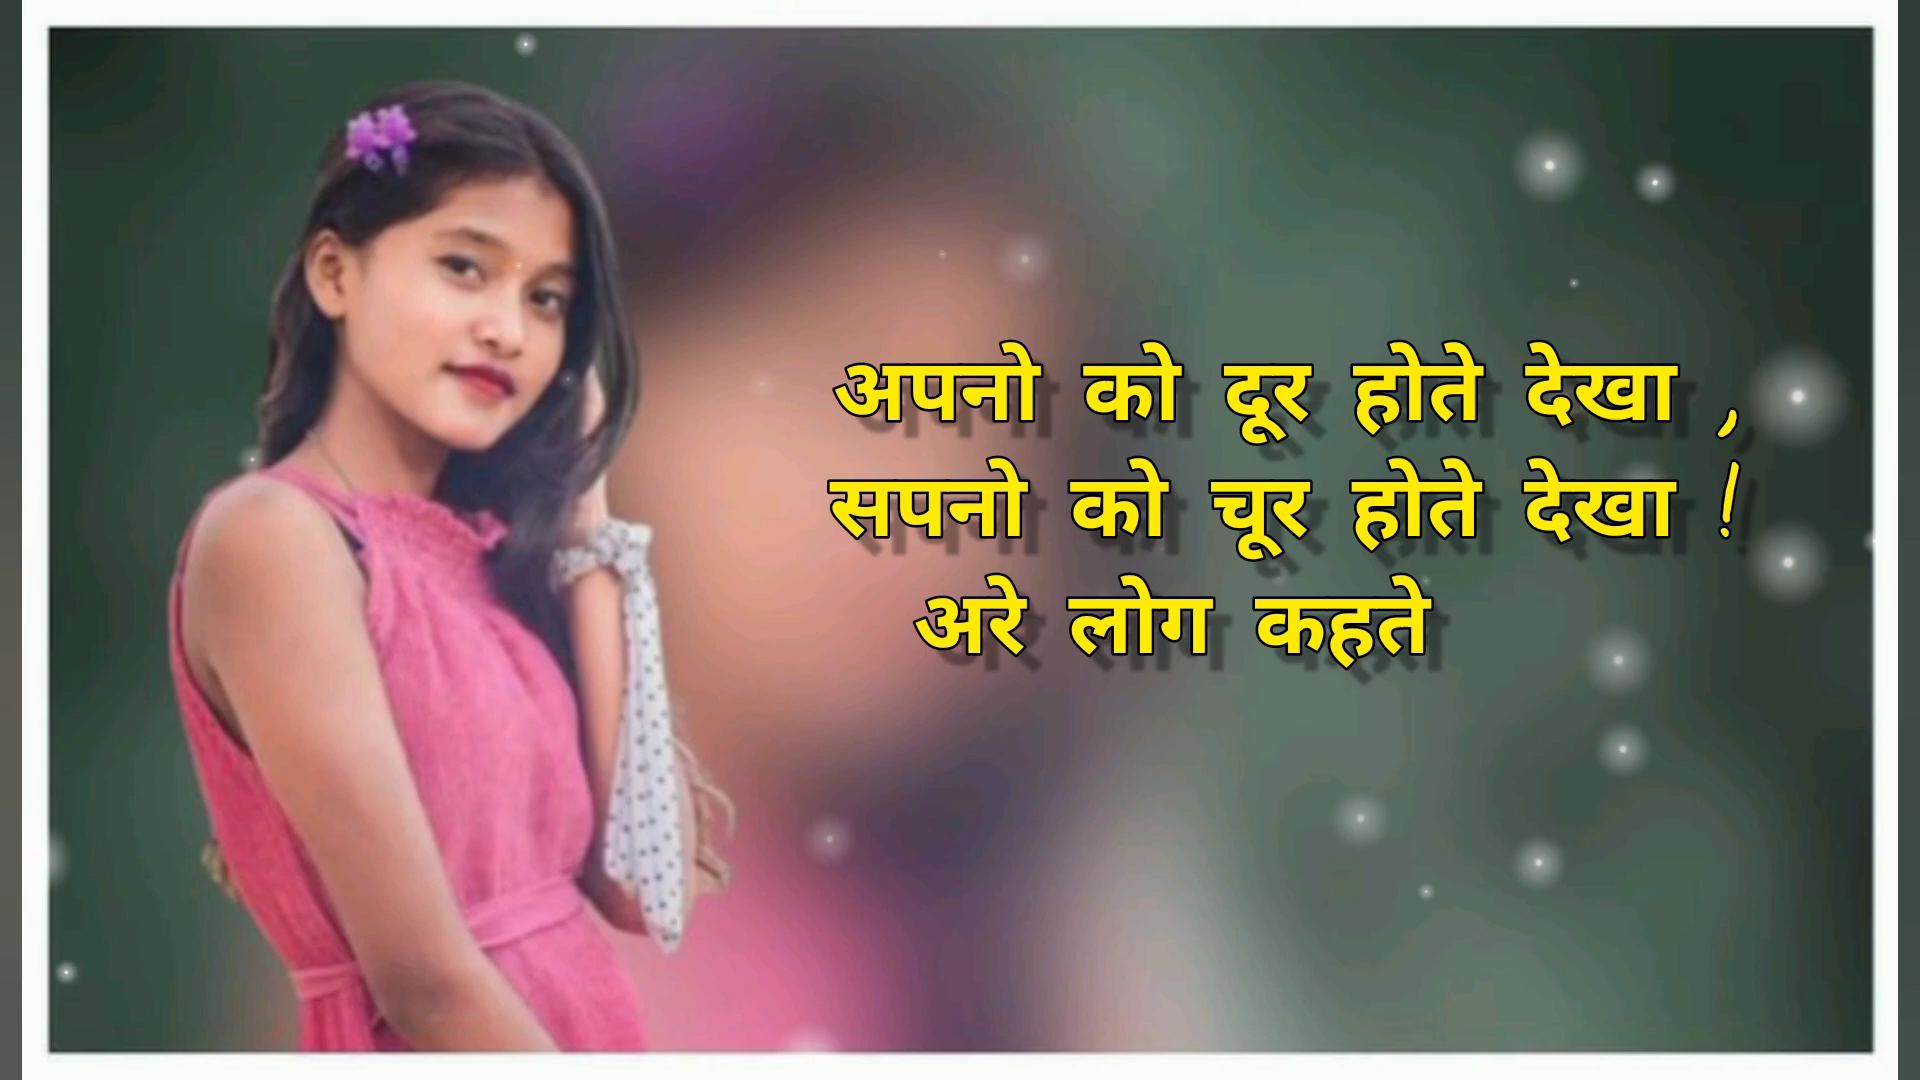 अपनो को दूर होते देखा ,
सपनो को चूर होते देखा !
अरे लोग कहते